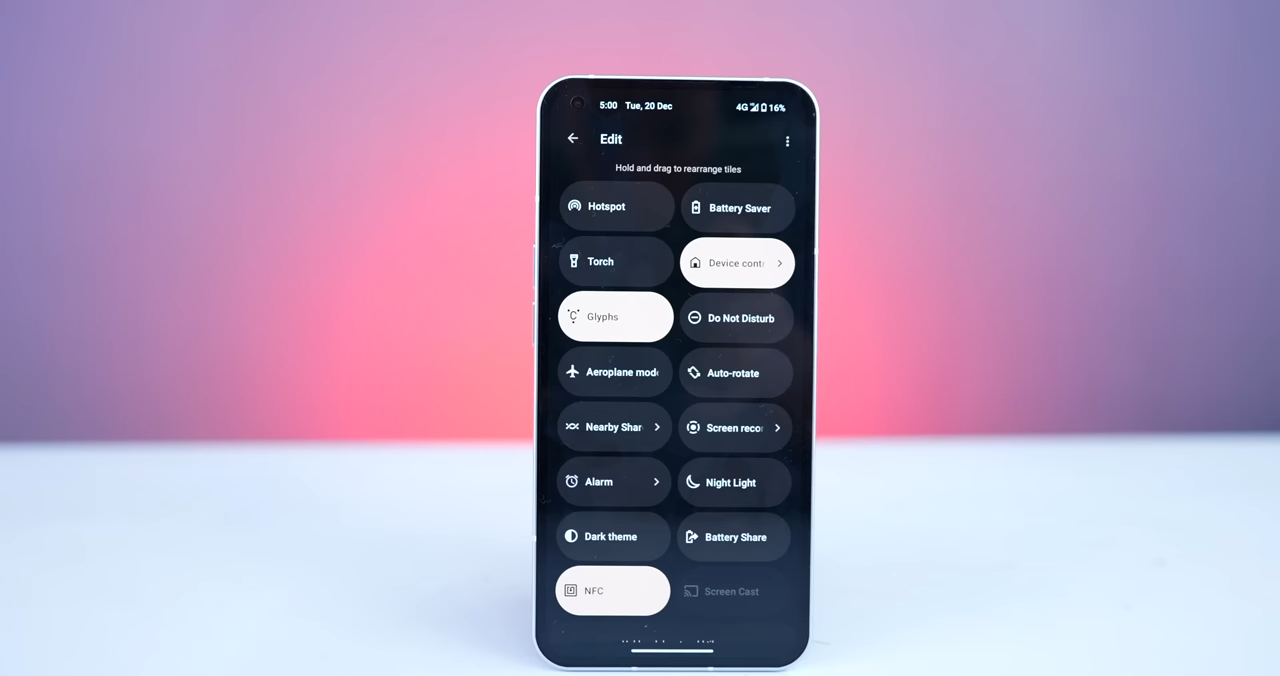 5:00 Tue, 20 Dec 4G 16%
Edit
Hold and drag to rearrange tiles
Hotspot Battery Saver
Torch Device cont
Glyphs Do Not Disturb
Aeroplane mod Auto-rotate
Nearby Shar Screen reco
Alarm Night Light
Dark theme Battery Share
NFC Screen Cast